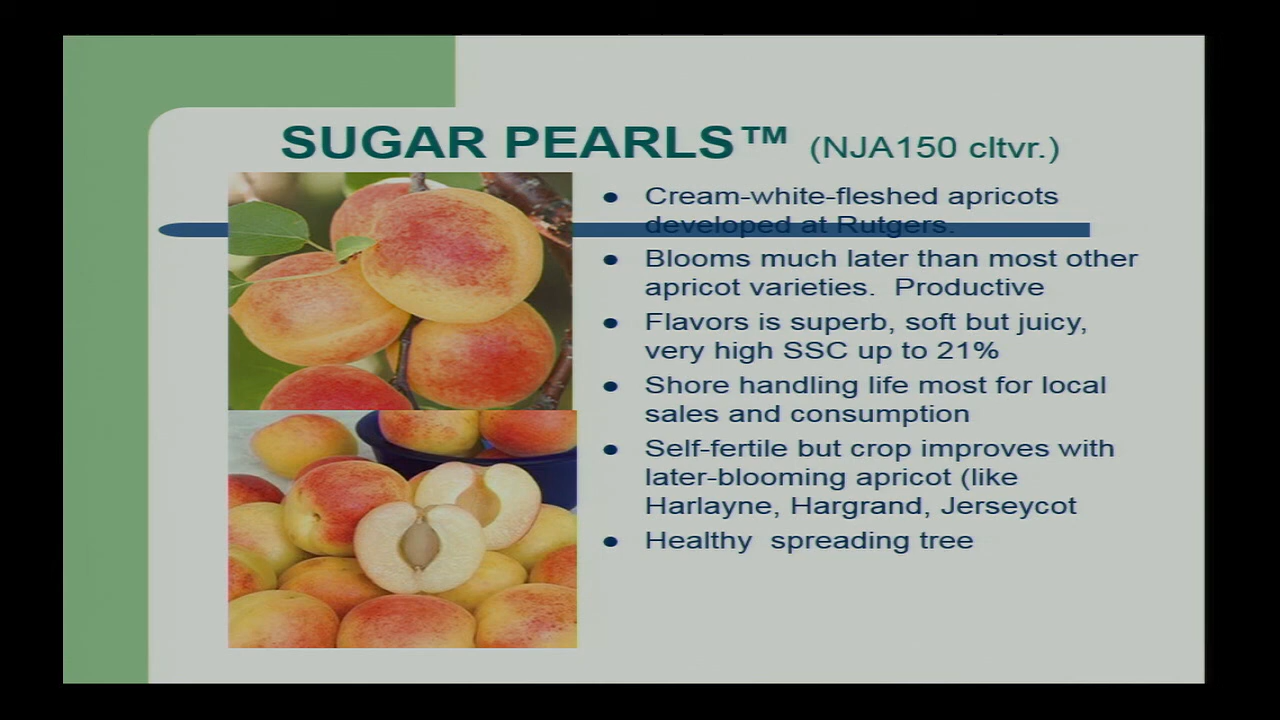 SUGAR PEARLS™ (NJA150 cltvr.)
Cream-white-fleshed apricots
developed at Rutgers.
Blooms much later than most other
apricot varieties.  Productive
Flavors is superb, soft but juicy,
very high SSC up to 21%
Shore handling life most for local
sales and consumption
Self-fertile but crop improves with
later-blooming apricot (like
Harlayne, Hargrand, Jerseycot
Healthy  spreading tree